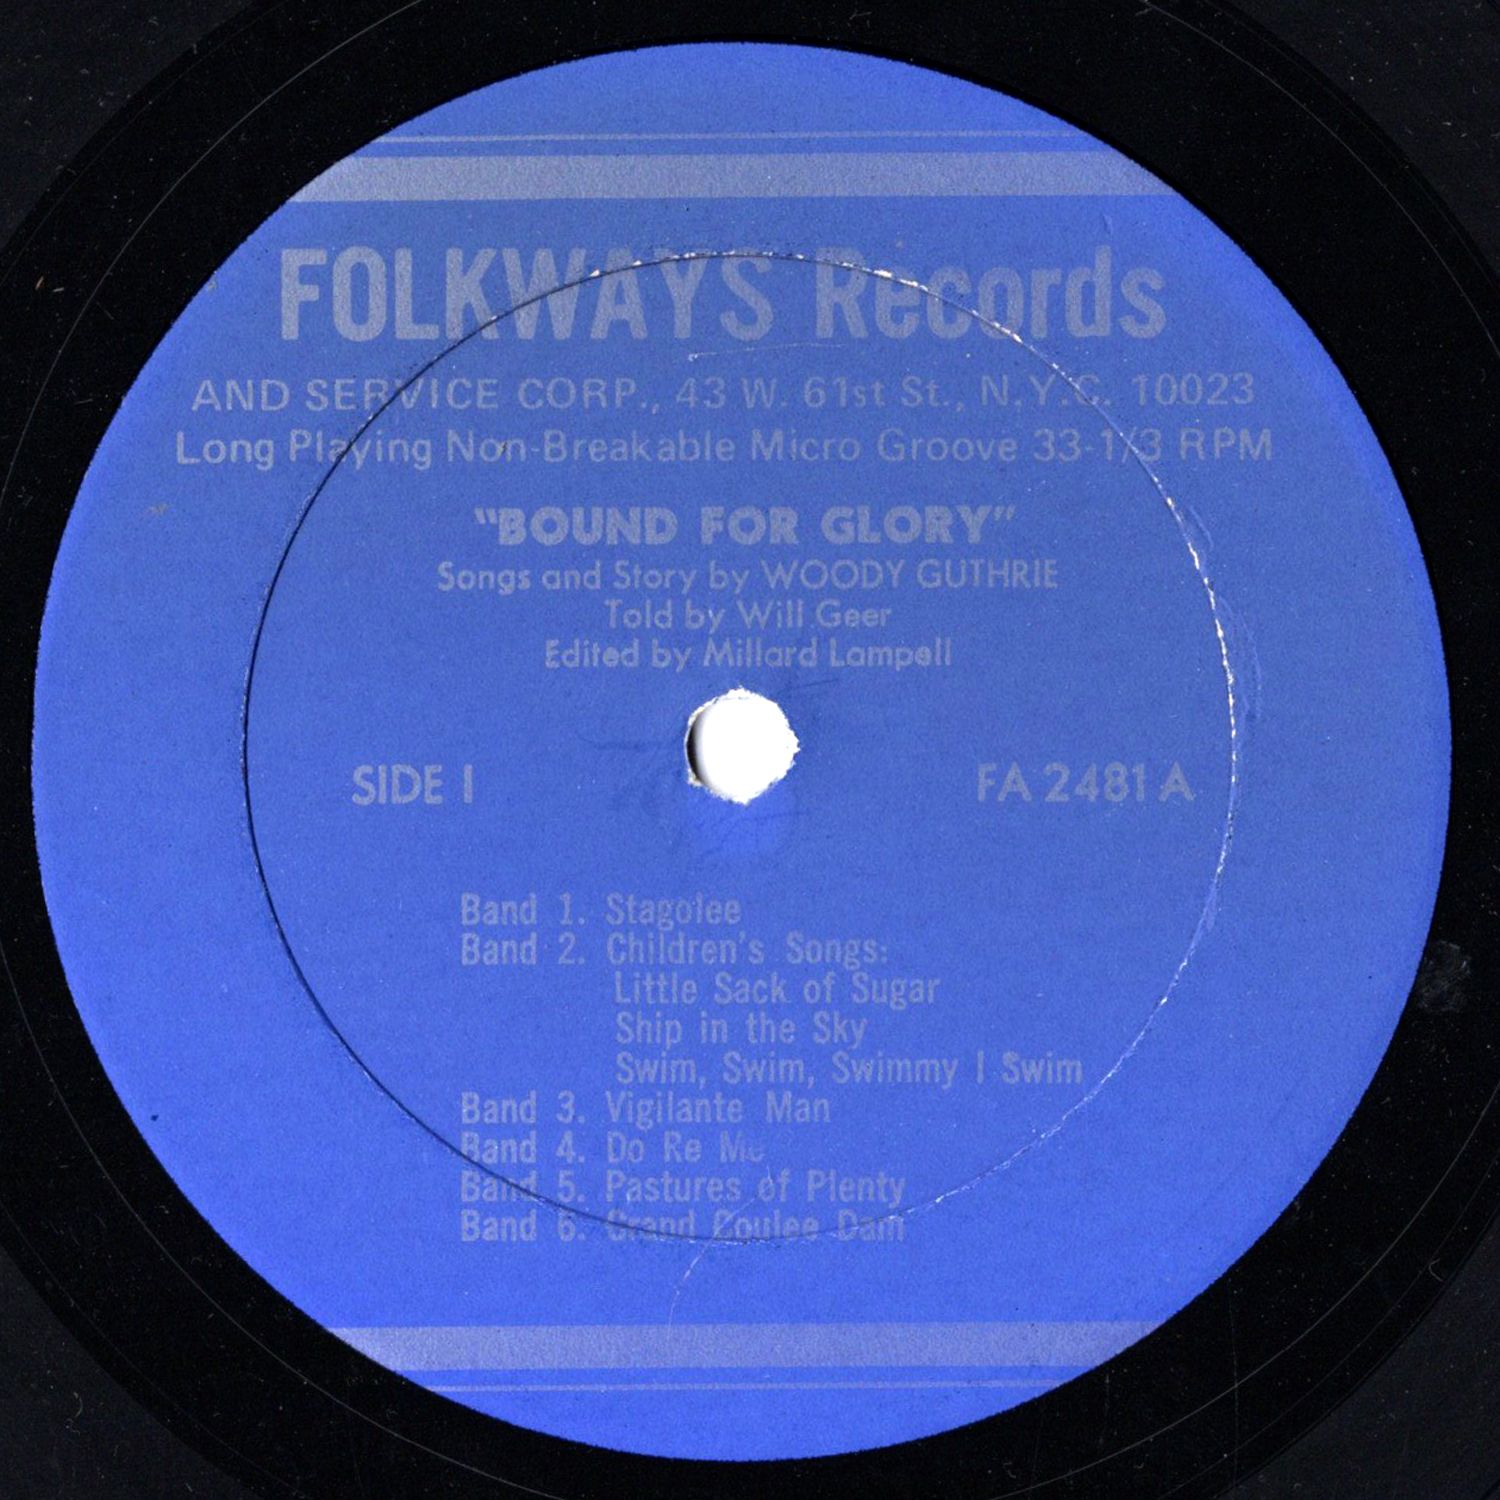 FOLKWAYS Records
AND SERVICE CORP., 43 W. 61st St., N.Y.C. 10023
Long Playing Non-Breakable Micro Groove 33-1/3 RPM
"BOUND FOR GLORY"
Songs and Story by WOODY GUTHRIE
Told by Will Geer
Edited by Millard Lampell
SIDE I
FA 2481 A
Band 1. Stagolee
Band 2. Children's Songs:
Little Sack of Sugar
Ship in the Sky
Swim, Swim, Swimmy I Swim
Band 3. Vigilante Man
Band 4. Do Re Me
Band 5. Pastures of Plenty
Band 6. Grand Coulee Dam